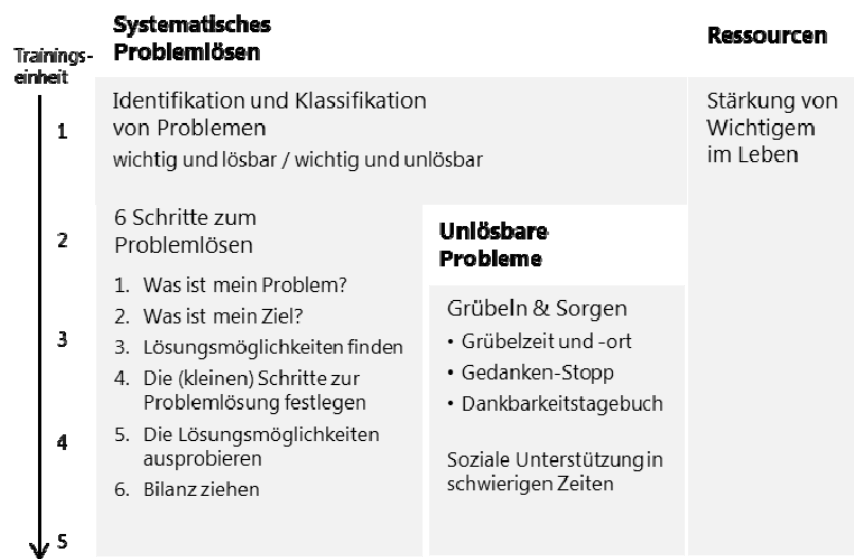 Trainings-
einheit
Systematisches
Problemlösen
Ressourcen
1
Identifikation und Klassifikation
von Problemen
wichtig und lösbar / wichtig und unlösbar
Stärkung von
Wichtigem
im Leben
2
6 Schritte zum
Problemlösen
1. Was ist mein Problem?
2. Was ist mein Ziel?
3
3. Lösungsmöglichkeiten finden
4. Die (kleinen) Schritte zur
Problemlösung festlegen
4
5. Die Lösungsmöglichkeiten
ausprobieren
6. Bilanz ziehen
5
Unlösbare
Probleme
Grübeln & Sorgen
• Grübelzeit und -ort
• Gedanken-Stopp
• Dankbarkeitstagebuch
Soziale Unterstützung in
schwierigen Zeiten